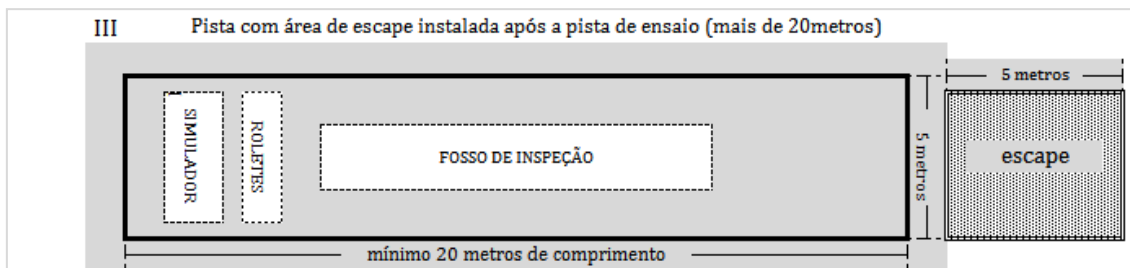 III Pista com área de escape instalada após a pista de ensaio (mais de 20metros)
5 metros
SIMULADOR
ROLETES
FOSSO DE INSPEÇÃO
5 metros
escape
mínimo 20 metros de comprimento